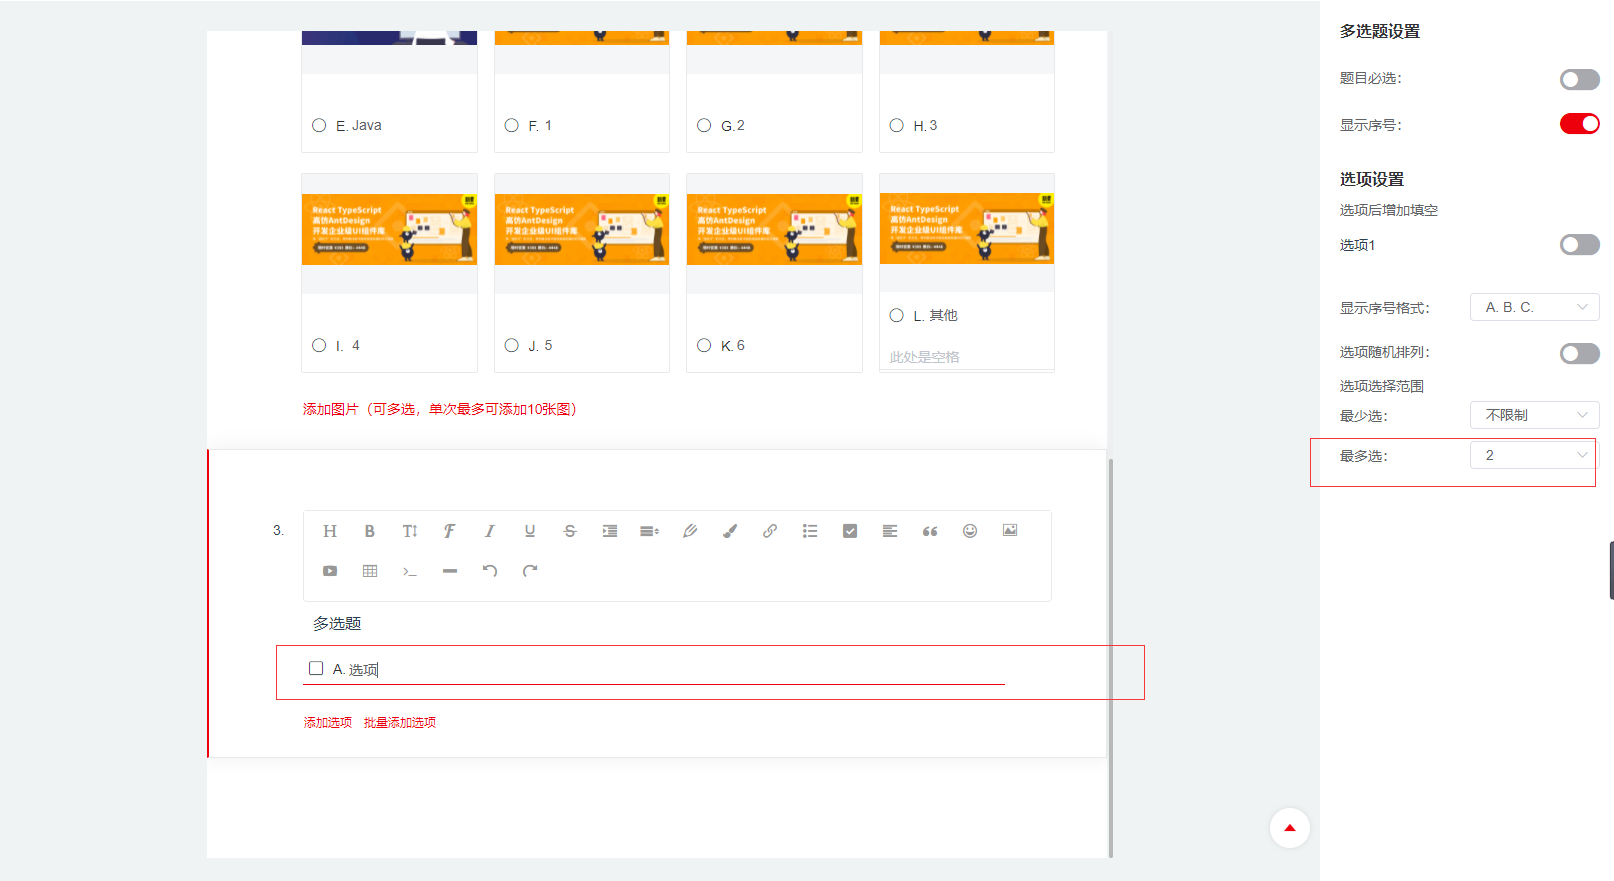 E. Java
F. 1
G. 2
H. 3
React TypeScript
高仿AntDesign
开发企业级UI组件库
React TypeScript
高仿AntDesign
开发企业级UI组件库
React TypeScript
高仿AntDesign
开发企业级UI组件库
React TypeScript
高仿AntDesign
开发企业级UI组件库
I. 4
J. 5
K. 6
L. 其他
此处是空格
添加图片（可多选，单次最多可添加10张图）
3.
多选题
A. 选项
添加选项 批量添加选项
多选题设置
题目必选：
显示序号：
选项设置
选项后增加填空
选项1
显示序号格式： A. B. C.
选项随机排列：
选项选择范围
最少选： 不限制
最多选： 2